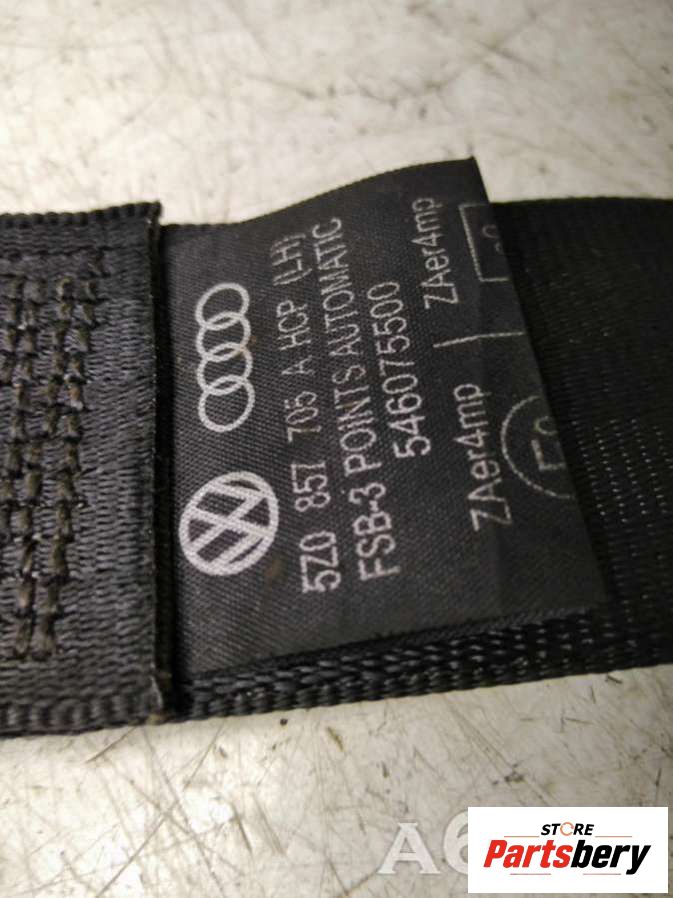 5Z0 857 705 A HCP (LH)
FSB-3 POINTS AUTOMATIC
546075500
ZAer4mp ZAer4mp
STORE
Partsbery